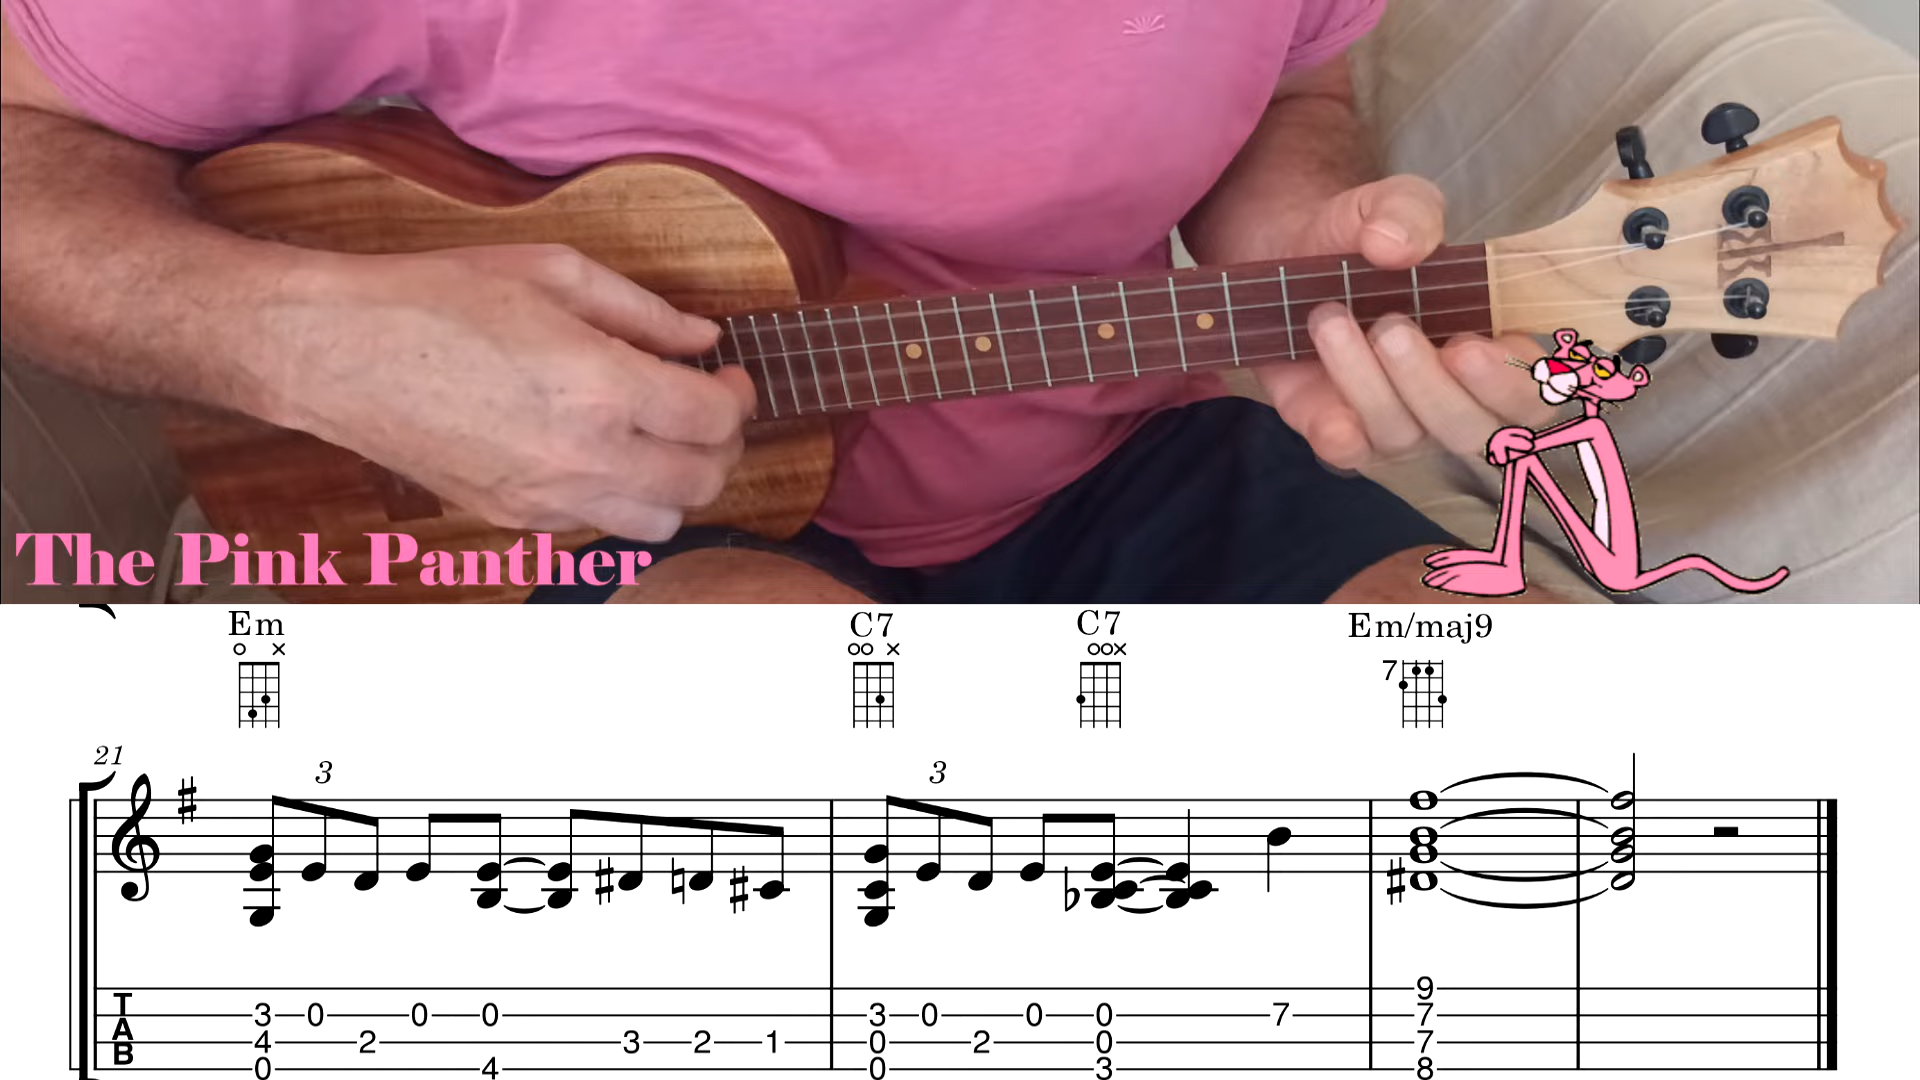 The Pink Panther
Em C7 C7 Em/maj9
7
21
3 3
9
3 0 0 0 3 0 0 0 7 7
4 2 3 2 1 0 2 0 7
0 4 0 3 8
T
A
B